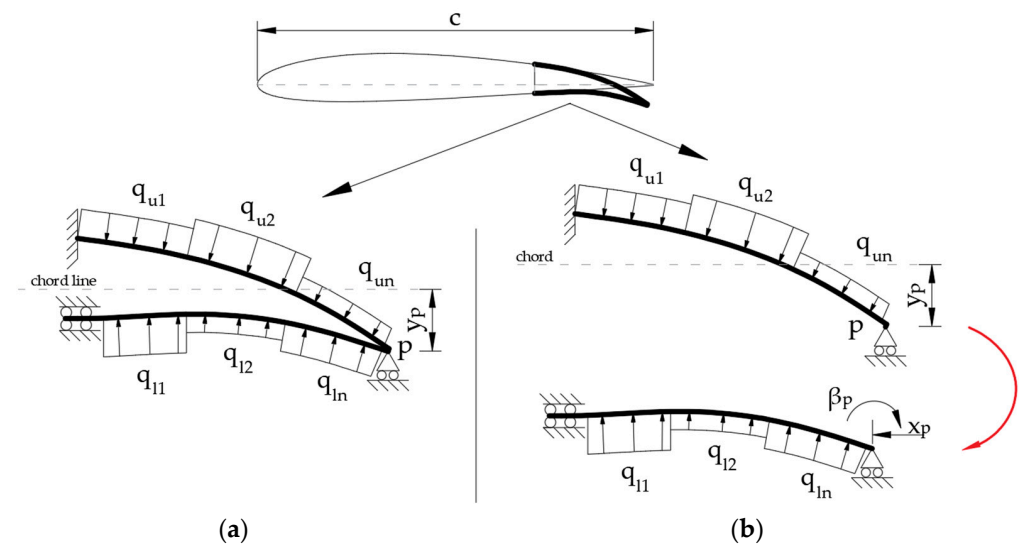 c
q_u1
q_u2
q_un
chord line
y_P
p
q_l1
q_l2
q_ln
(a)
q_u1
q_u2
q_un
chord
y_P
p
β_p
x_p
q_l1
q_l2
q_ln
(b)